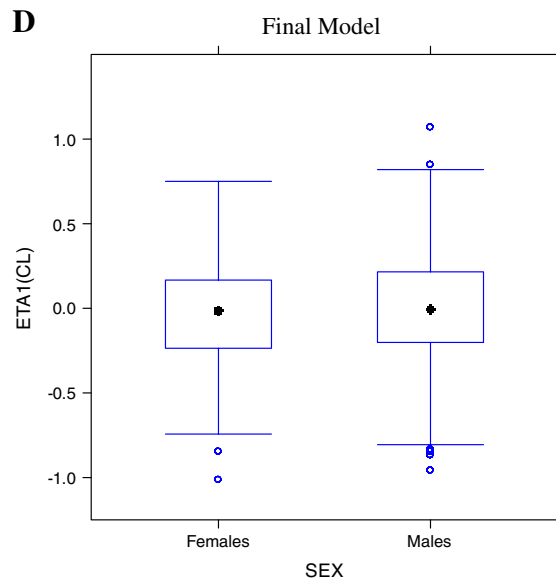 D
Final Model
1.0
0.5
0.0
-0.5
-1.0
ETA1(CL)
Females
Males
SEX